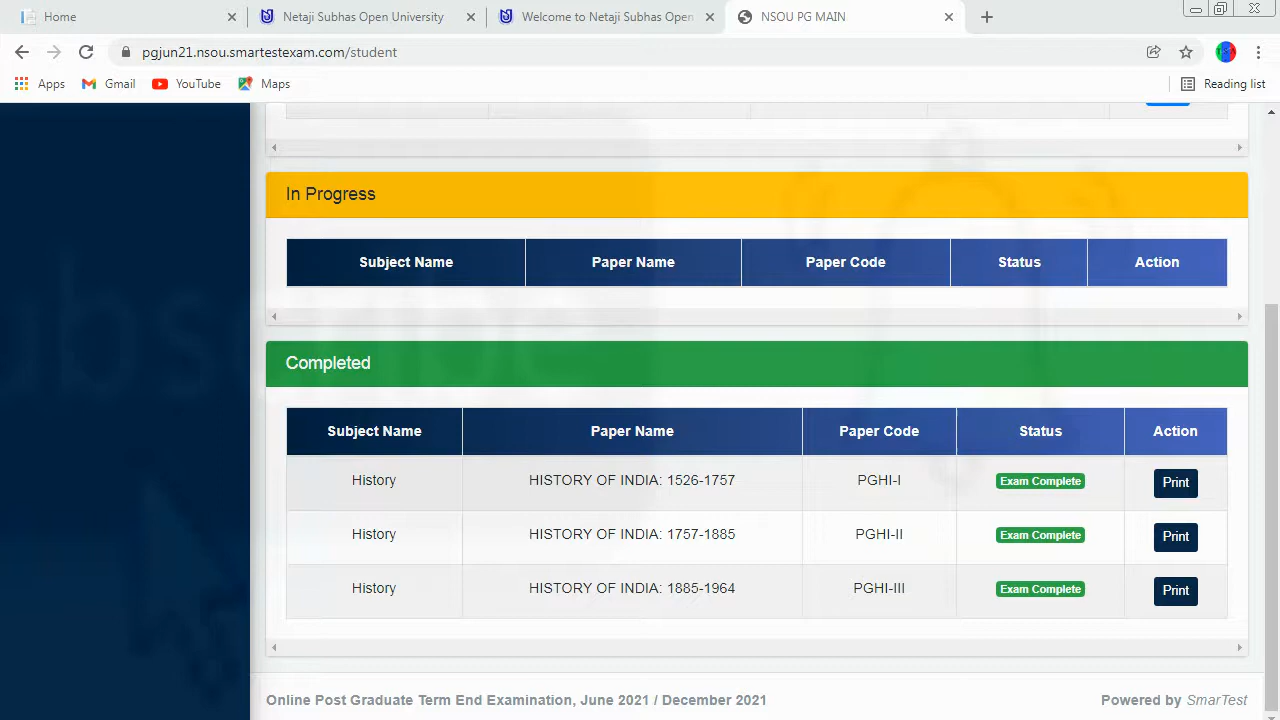 Home
Netaji Subhas Open University
Welcome to Netaji Subhas Open
NSOU PG MAIN
pgjun21.nsou.smartestexam.com/student
Apps Gmail YouTube Maps Reading list
In Progress
Subject Name Paper Name Paper Code Status Action
Completed
Subject Name Paper Name Paper Code Status Action
History HISTORY OF INDIA: 1526-1757 PGHI-I Exam Complete Print
History HISTORY OF INDIA: 1757-1885 PGHI-II Exam Complete Print
History HISTORY OF INDIA: 1885-1964 PGHI-III Exam Complete Print
Online Post Graduate Term End Examination, June 2021 / December 2021 Powered by SmarTest